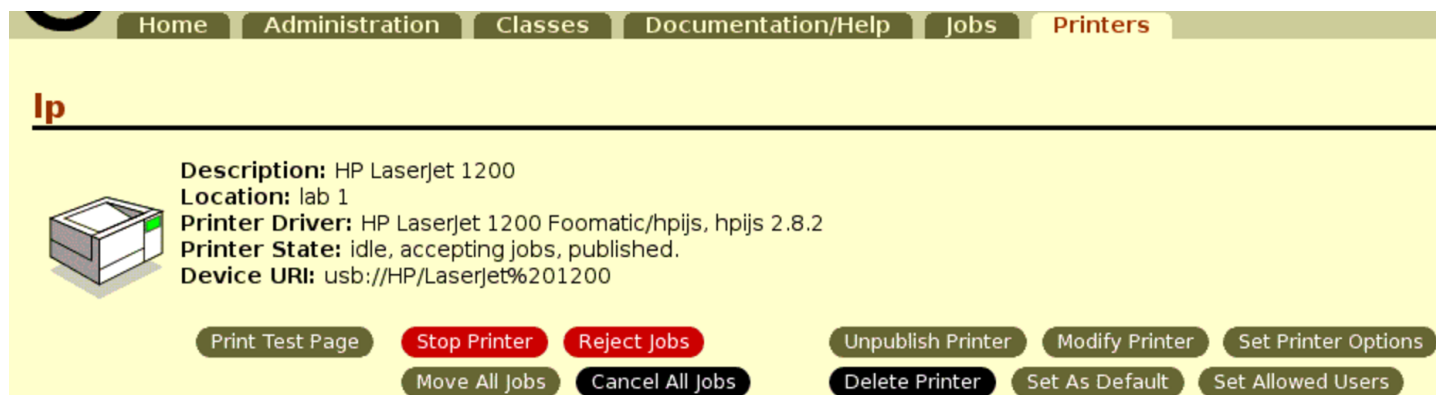 Home Administration Classes Documentation/Help Jobs Printers
lp
Description: HP LaserJet 1200
Location: lab 1
Printer Driver: HP LaserJet 1200 Foomatic/hpijs, hpijs 2.8.2
Printer State: idle, accepting jobs, published.
Device URI: usb://HP/LaserJet%201200
Print Test Page Stop Printer Reject Jobs Unpublish Printer Modify Printer Set Printer Options
Move All Jobs Cancel All Jobs Delete Printer Set As Default Set Allowed Users